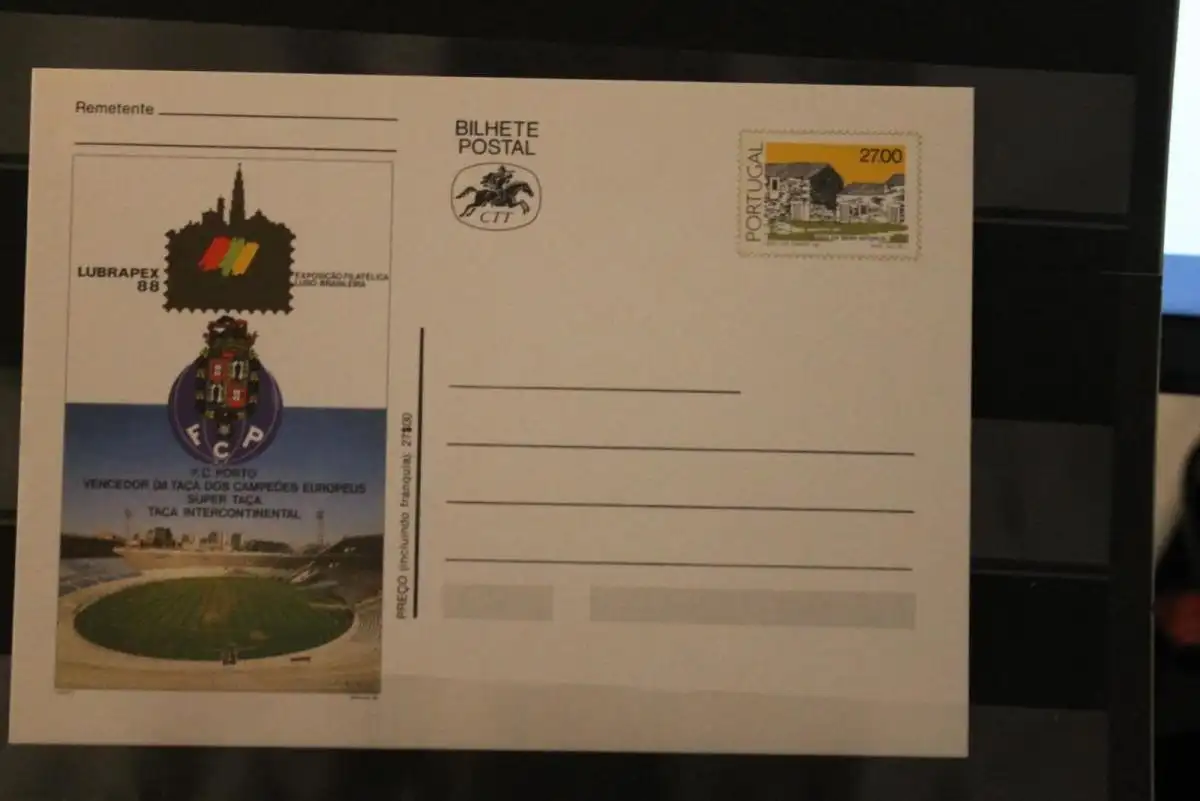 Remetente
BILHETE
POSTAL
CTT
PORTUGAL
27.00
LUBRAPEX
88
EXPOSIÇÃO FILATÉLICA
LUSO BRASILEIRA
F C P
F.C. PORTO
VENCEDOR DA TAÇA DOS CAMPEÕES EUROPEUS
SUPER TAÇA
TAÇA INTERCONTINENTAL
PREÇO (incluindo franquia): 27$00